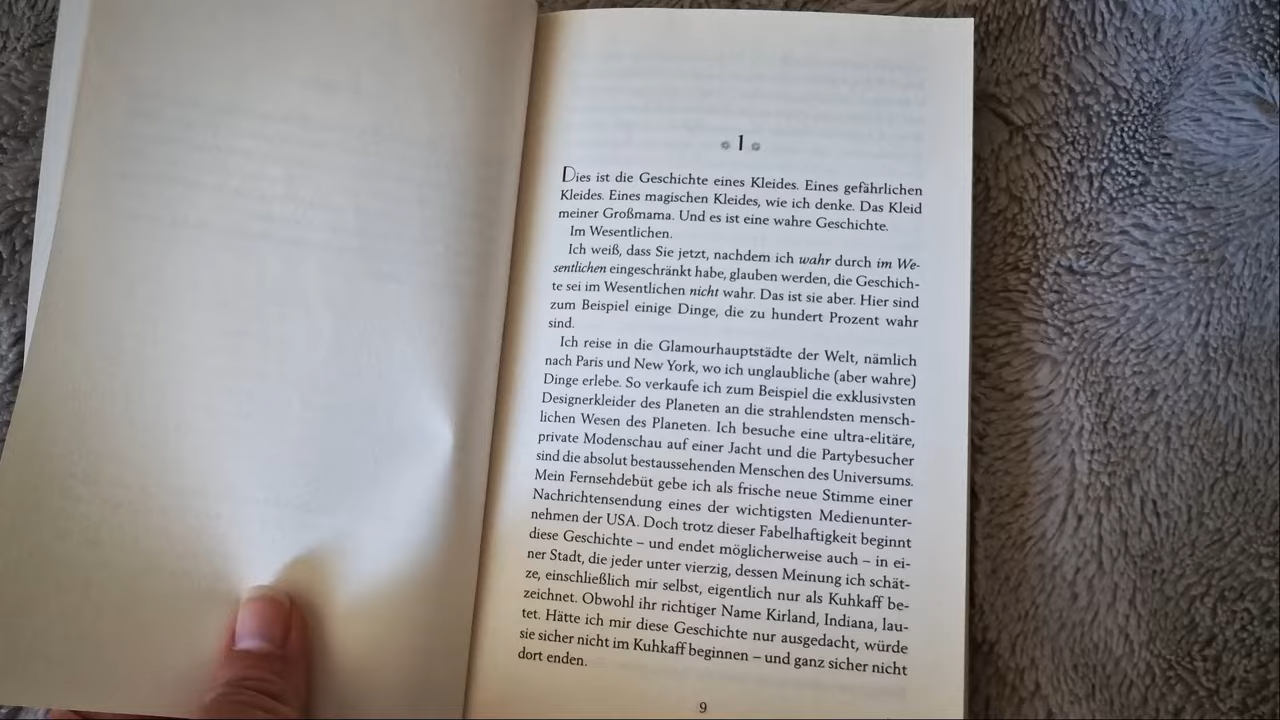 1
Dies ist die Geschichte eines Kleides. Eines gefährlichen
Kleides. Eines magischen Kleides, wie ich denke. Das Kleid
meiner Großmama. Und es ist eine wahre Geschichte.
Im Wesentlichen.
Ich weiß, dass Sie jetzt, nachdem ich wahr durch im We-
sentlichen eingeschränkt habe, glauben werden, die Geschich-
te sei im Wesentlichen nicht wahr. Das ist sie aber. Hier sind
zum Beispiel einige Dinge, die zu hundert Prozent wahr
sind.
Ich reise in die Glamourhauptstädte der Welt, nämlich
nach Paris und New York, wo ich unglaubliche (aber wahre)
Dinge erlebe. So verkaufe ich zum Beispiel die exklusivsten
Designerkleider des Planeten an die strahlendsten mensch-
lichen Wesen des Planeten. Ich besuche eine ultra-elitäre,
private Modenschau auf einer Jacht und die Partybesucher
sind die absolut bestaussehenden Menschen des Universums.
Mein Fernsehdebüt gebe ich als frische neue Stimme einer
Nachrichtensendung eines der wichtigsten Medienunter-
nehmen der USA. Doch trotz dieser Fabelhaftigkeit beginnt
diese Geschichte – und endet möglicherweise auch – in ei-
ner Stadt, die jeder unter vierzig, dessen Meinung ich schät-
ze, einschließlich mir selbst, eigentlich nur als Kuhkaff be-
zeichnet. Obwohl ihr richtiger Name Kirland, Indiana, lau-
tet. Hätte ich mir diese Geschichte nur ausgedacht, würde
sie sicher nicht im Kuhkaff beginnen – und ganz sicher nicht
dort enden.
9